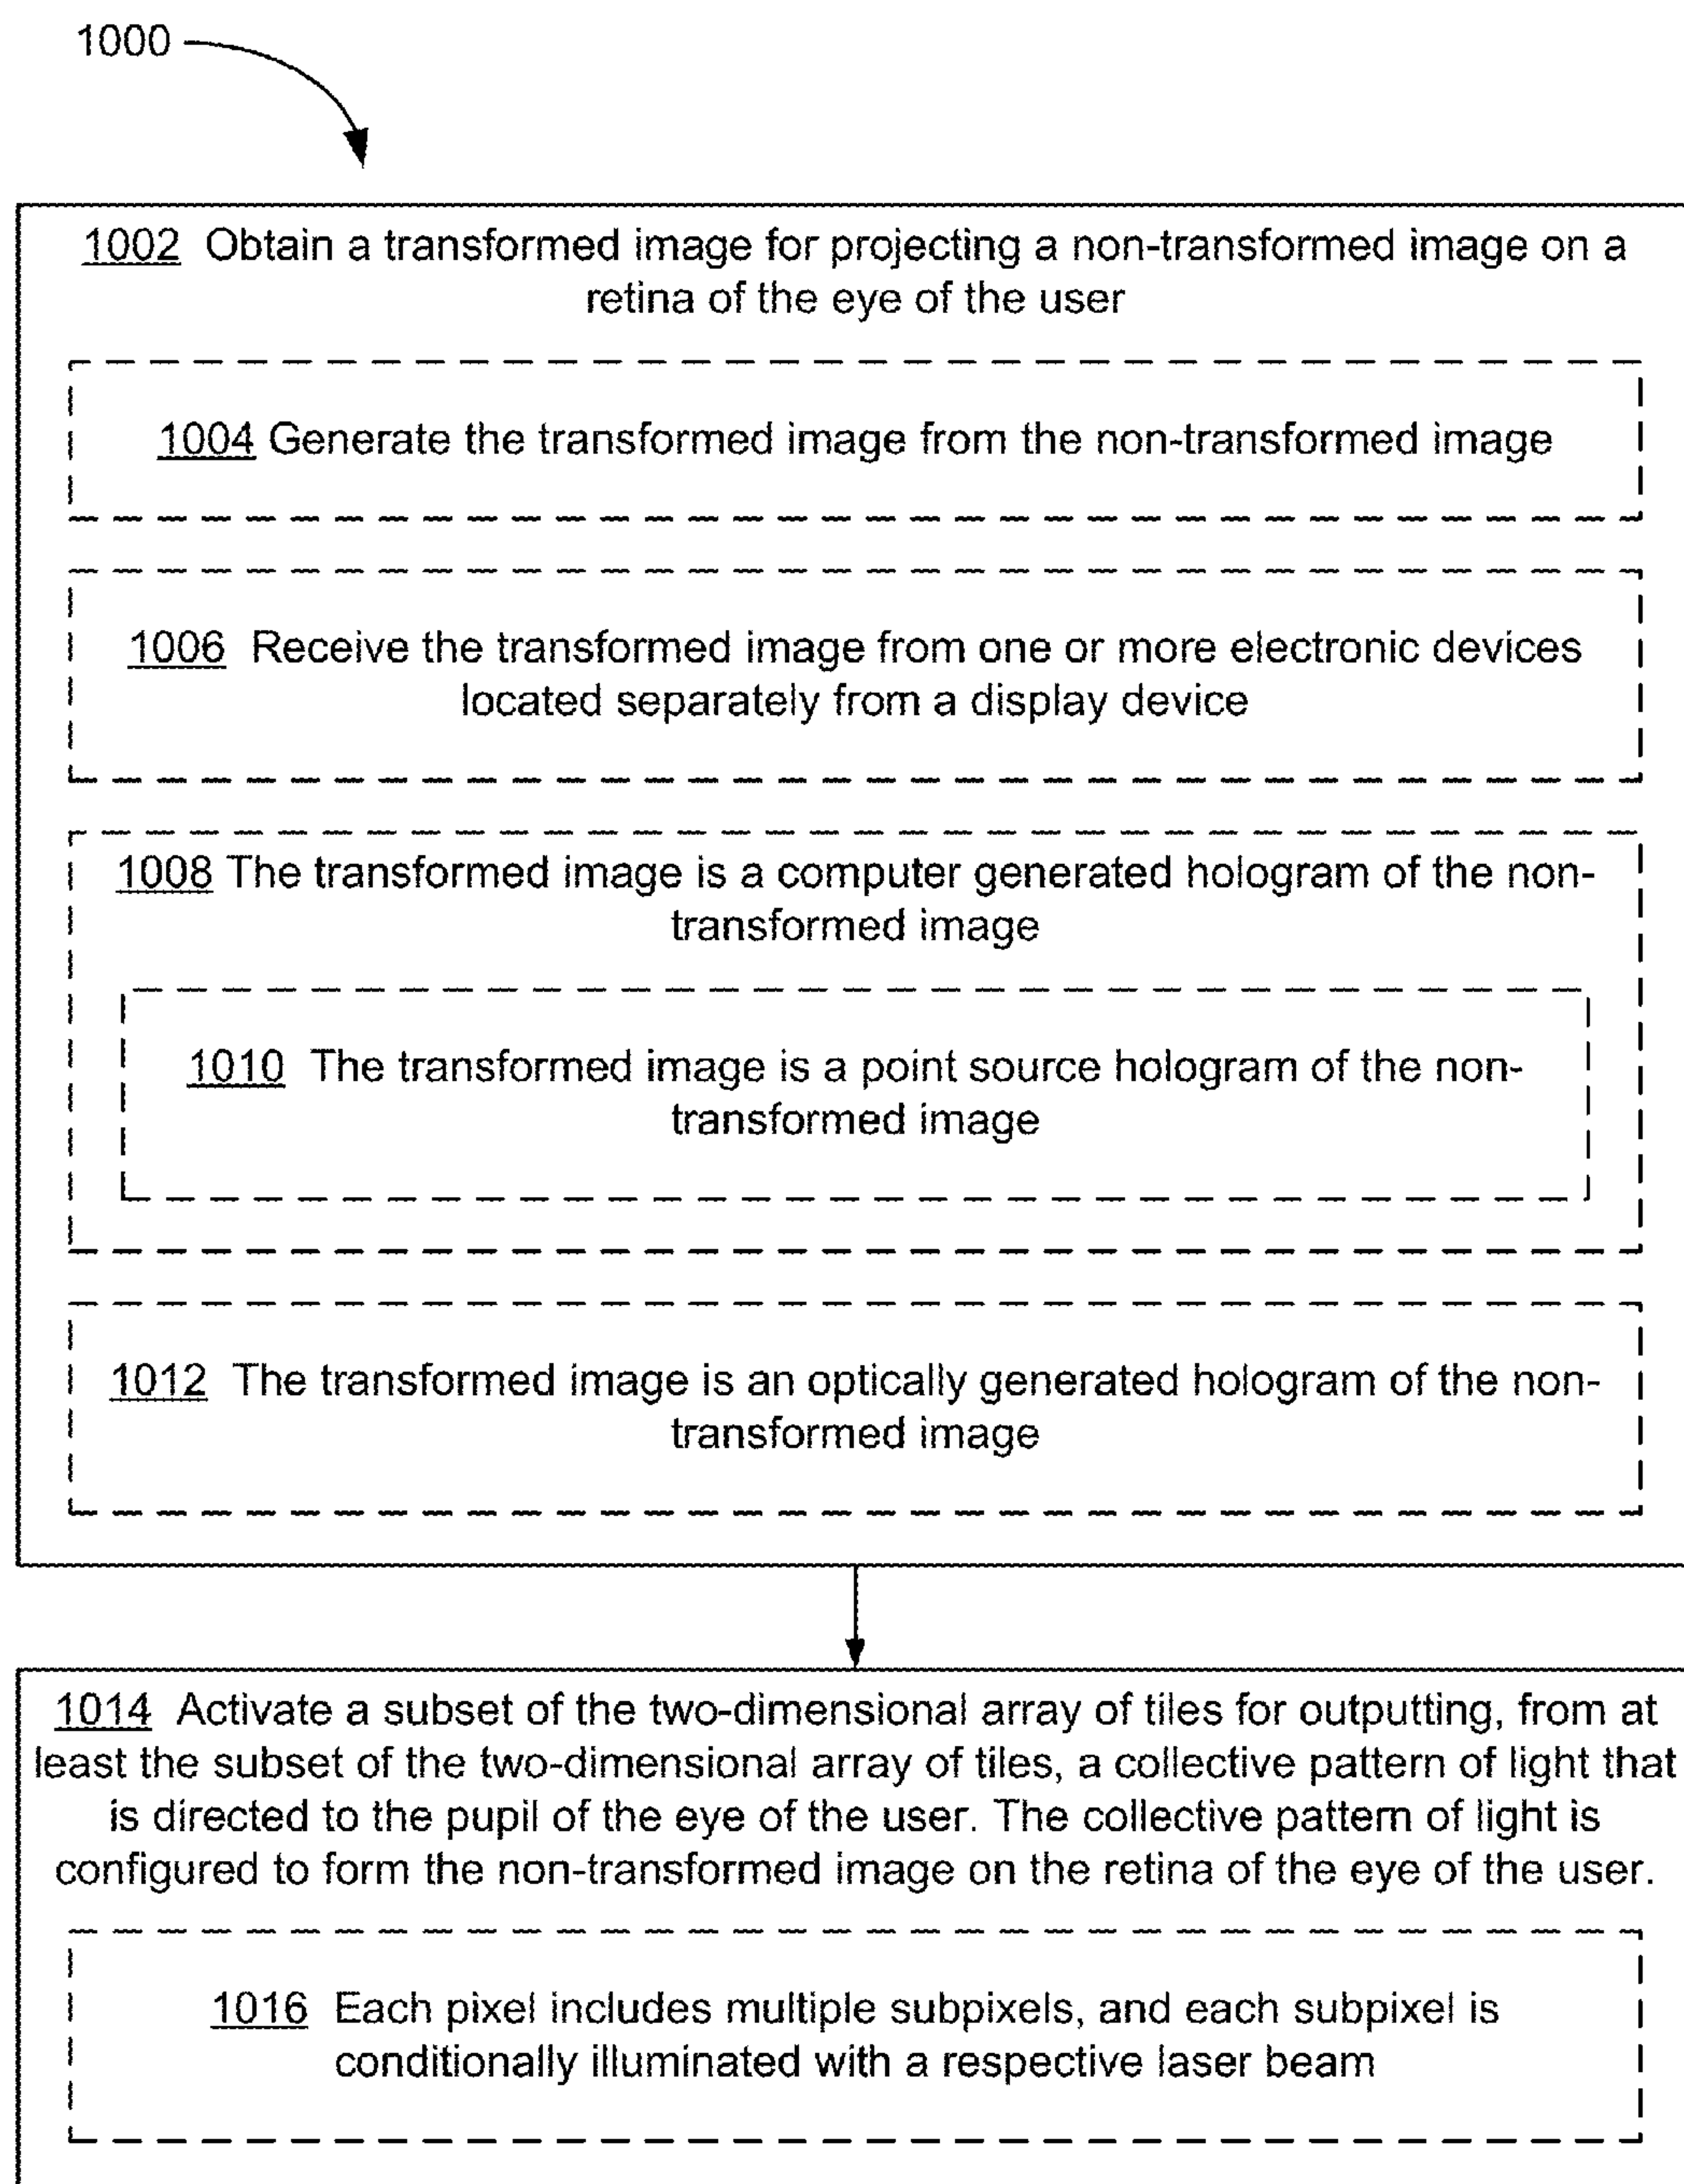 1000
1002 Obtain a transformed image for projecting a non-transformed image on a
retina of the eye of the user
1004 Generate the transformed image from the non-transformed image
1006 Receive the transformed image from one or more electronic devices
located separately from a display device
1008 The transformed image is a computer generated hologram of the non-
transformed image
1010 The transformed image is a point source hologram of the non-
transformed image
1012 The transformed image is an optically generated hologram of the non-
transformed image
1014 Activate a subset of the two-dimensional array of tiles for outputting, from at
least the subset of the two-dimensional array of tiles, a collective pattern of light that
is directed to the pupil of the eye of the user. The collective pattern of light is
configured to form the non-transformed image on the retina of the eye of the user.
1016 Each pixel includes multiple subpixels, and each subpixel is
conditionally illuminated with a respective laser beam